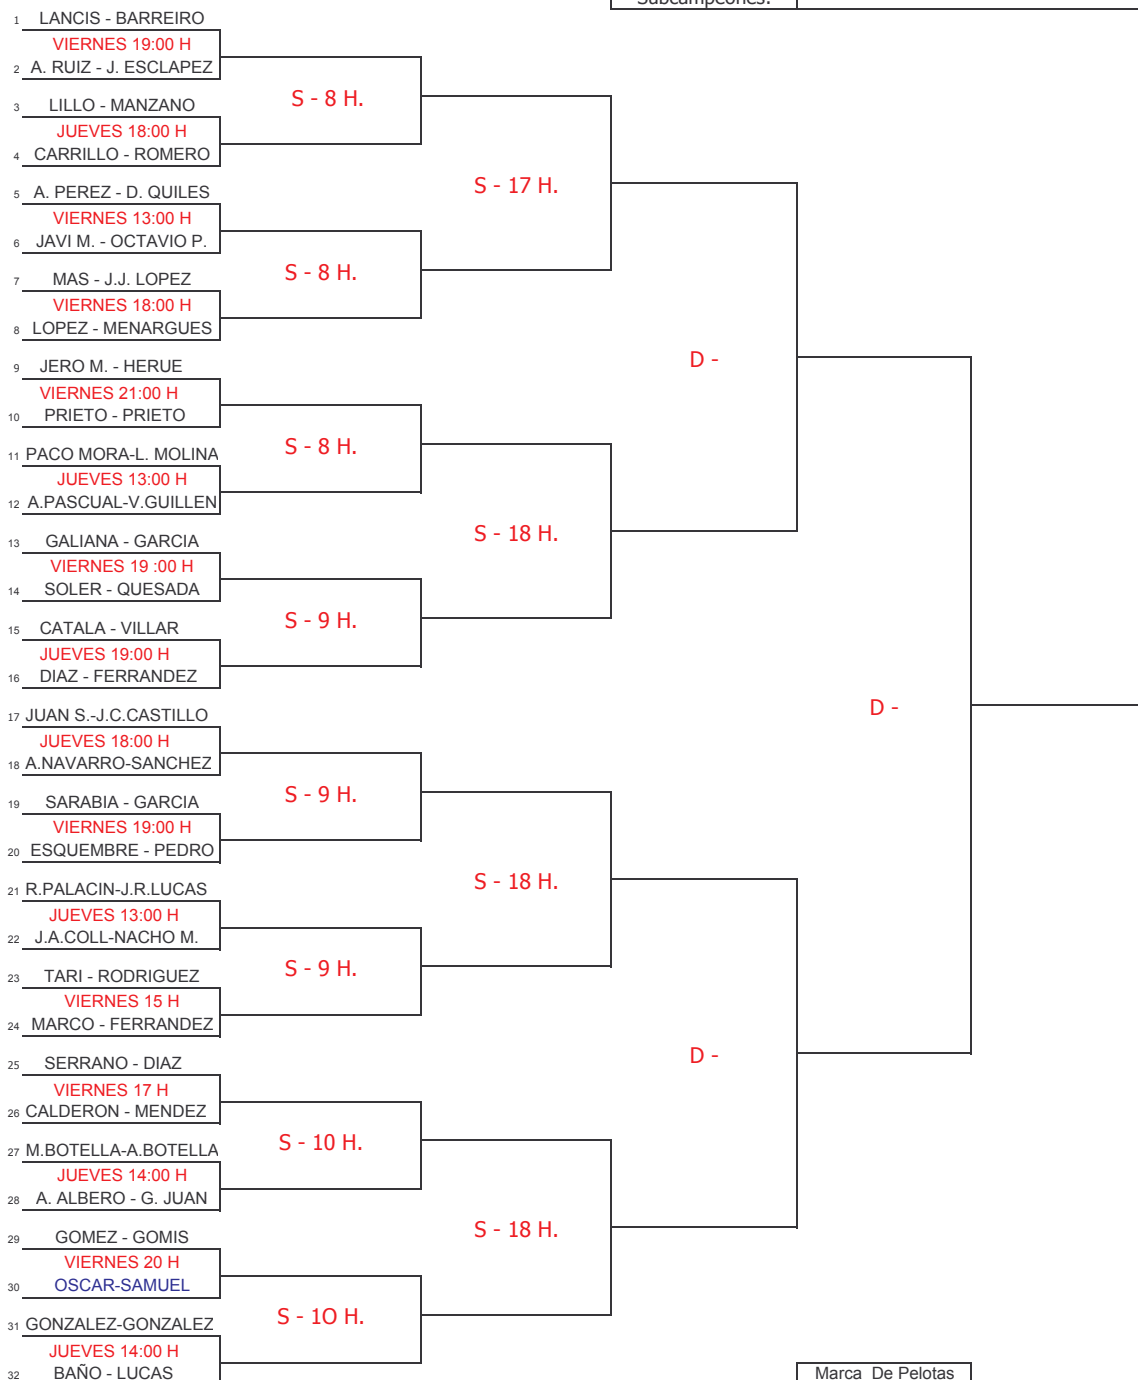 Subcampeones:
1 LANCIS - BARREIRO
VIERNES 19:00 H
2 A. RUIZ - J. ESCLAPEZ
S - 8 H.
3 LILLO - MANZANO
JUEVES 18:00 H
4 CARRILLO - ROMERO
S - 17 H.
5 A. PEREZ - D. QUILES
VIERNES 13:00 H
6 JAVI M. - OCTAVIO P.
S - 8 H.
7 MAS - J.J. LOPEZ
VIERNES 18:00 H
8 LOPEZ - MENARGUES
D -
9 JERO M. - HERUE
VIERNES 21:00 H
10 PRIETO - PRIETO
S - 8 H.
11 PACO MORA-L. MOLINA
JUEVES 13:00 H
12 A.PASCUAL-V.GUILLEN
S - 18 H.
13 GALIANA - GARCIA
VIERNES 19 :00 H
14 SOLER - QUESADA
S - 9 H.
15 CATALA - VILLAR
JUEVES 19:00 H
16 DIAZ - FERRANDEZ
D -
17 JUAN S.-J.C.CASTILLO
JUEVES 18:00 H
18 A.NAVARRO-SANCHEZ
S - 9 H.
19 SARABIA - GARCIA
VIERNES 19:00 H
20 ESQUEMBRE - PEDRO
S - 18 H.
21 R.PALACIN-J.R.LUCAS
JUEVES 13:00 H
22 J.A.COLL-NACHO M.
S - 9 H.
23 TARI - RODRIGUEZ
VIERNES 15 H
24 MARCO - FERRANDEZ
D -
25 SERRANO - DIAZ
VIERNES 17 H
26 CALDERON - MENDEZ
S - 10 H.
27 M.BOTELLA-A.BOTELLA
JUEVES 14:00 H
28 A. ALBERO - G. JUAN
S - 18 H.
29 GOMEZ - GOMIS
VIERNES 20 H
30 OSCAR-SAMUEL
S - 1O H.
31 GONZALEZ-GONZALEZ
JUEVES 14:00 H
32 BAÑO - LUCAS
Marca De Pelotas